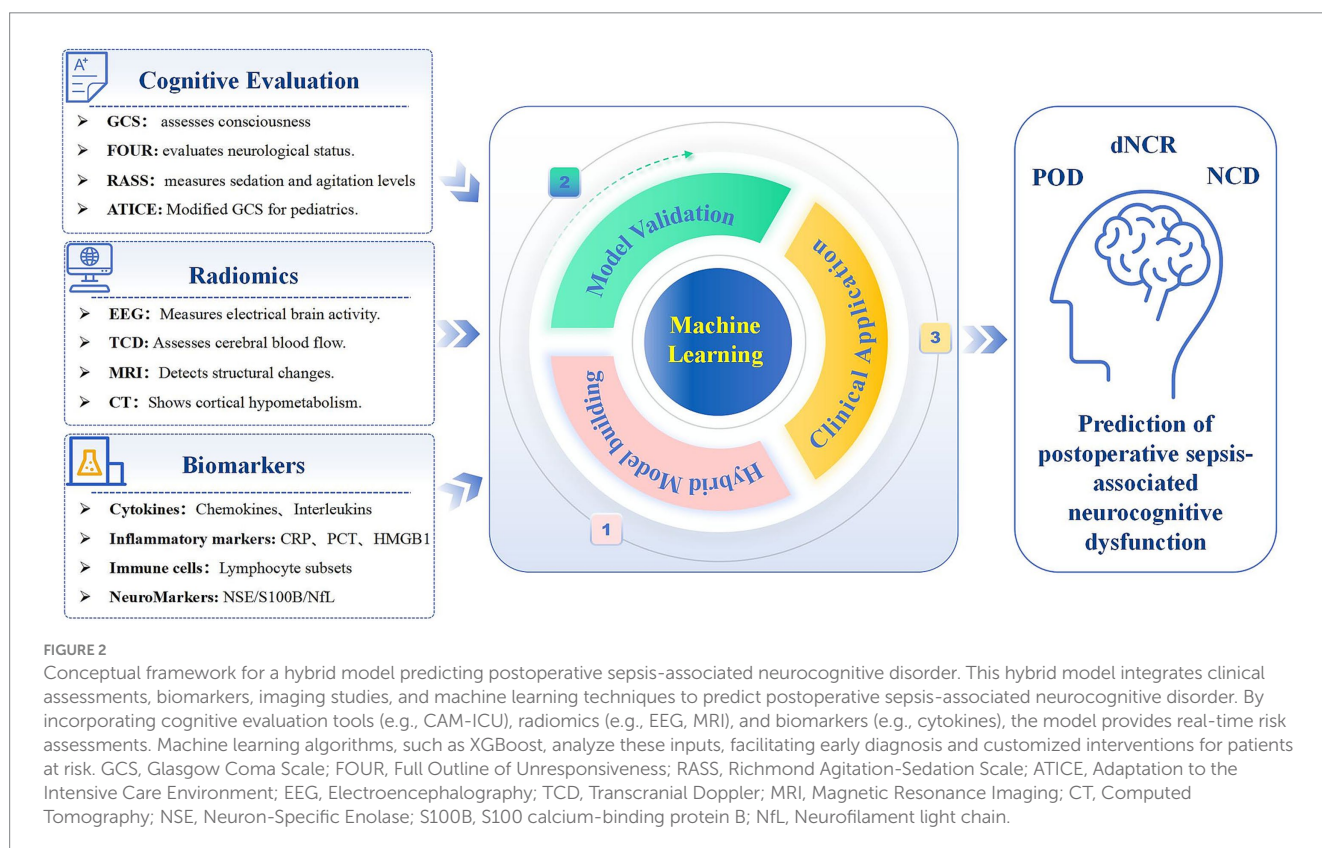 A+
Cognitive Evaluation
➤ GCS: assesses consciousness
➤ FOUR: evaluates neurological status.
➤ RASS: measures sedation and agitation levels
➤ ATICE: Modified GCS for pediatrics.
Radiomics
➤ EEG: Measures electrical brain activity.
➤ TCD: Assesses cerebral blood flow.
➤ MRI: Detects structural changes.
➤ CT: Shows cortical hypometabolism.
Biomarkers
➤ Cytokines: Chemokines、Interleukins
➤ Inflammatory markers: CRP、PCT、HMGB1
➤ Immune cells: Lymphocyte subsets
➤ NeuroMarkers: NSE/S100B/NfL
1
Hybrid Model building
2
Model Validation
3
Clinical Application
Machine
Learning
POD
dNCR
NCD
Prediction of
postoperative sepsis-
associated
neurocognitive
dysfunction
FIGURE 2
Conceptual framework for a hybrid model predicting postoperative sepsis-associated neurocognitive disorder. This hybrid model integrates clinical
assessments, biomarkers, imaging studies, and machine learning techniques to predict postoperative sepsis-associated neurocognitive disorder. By
incorporating cognitive evaluation tools (e.g., CAM-ICU), radiomics (e.g., EEG, MRI), and biomarkers (e.g., cytokines), the model provides real-time risk
assessments. Machine learning algorithms, such as XGBoost, analyze these inputs, facilitating early diagnosis and customized interventions for patients
at risk. GCS, Glasgow Coma Scale; FOUR, Full Outline of Unresponsiveness; RASS, Richmond Agitation-Sedation Scale; ATICE, Adaptation to the
Intensive Care Environment; EEG, Electroencephalography; TCD, Transcranial Doppler; MRI, Magnetic Resonance Imaging; CT, Computed
Tomography; NSE, Neuron-Specific Enolase; S100B, S100 calcium-binding protein B; NfL, Neurofilament light chain.